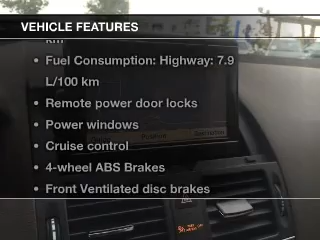 VEHICLE FEATURES
km
• Fuel Consumption: Highway: 7.9
L/100 km
• Remote power door locks
• Power windows
• Cruise control
• 4-wheel ABS Brakes
• Front Ventilated disc brakes